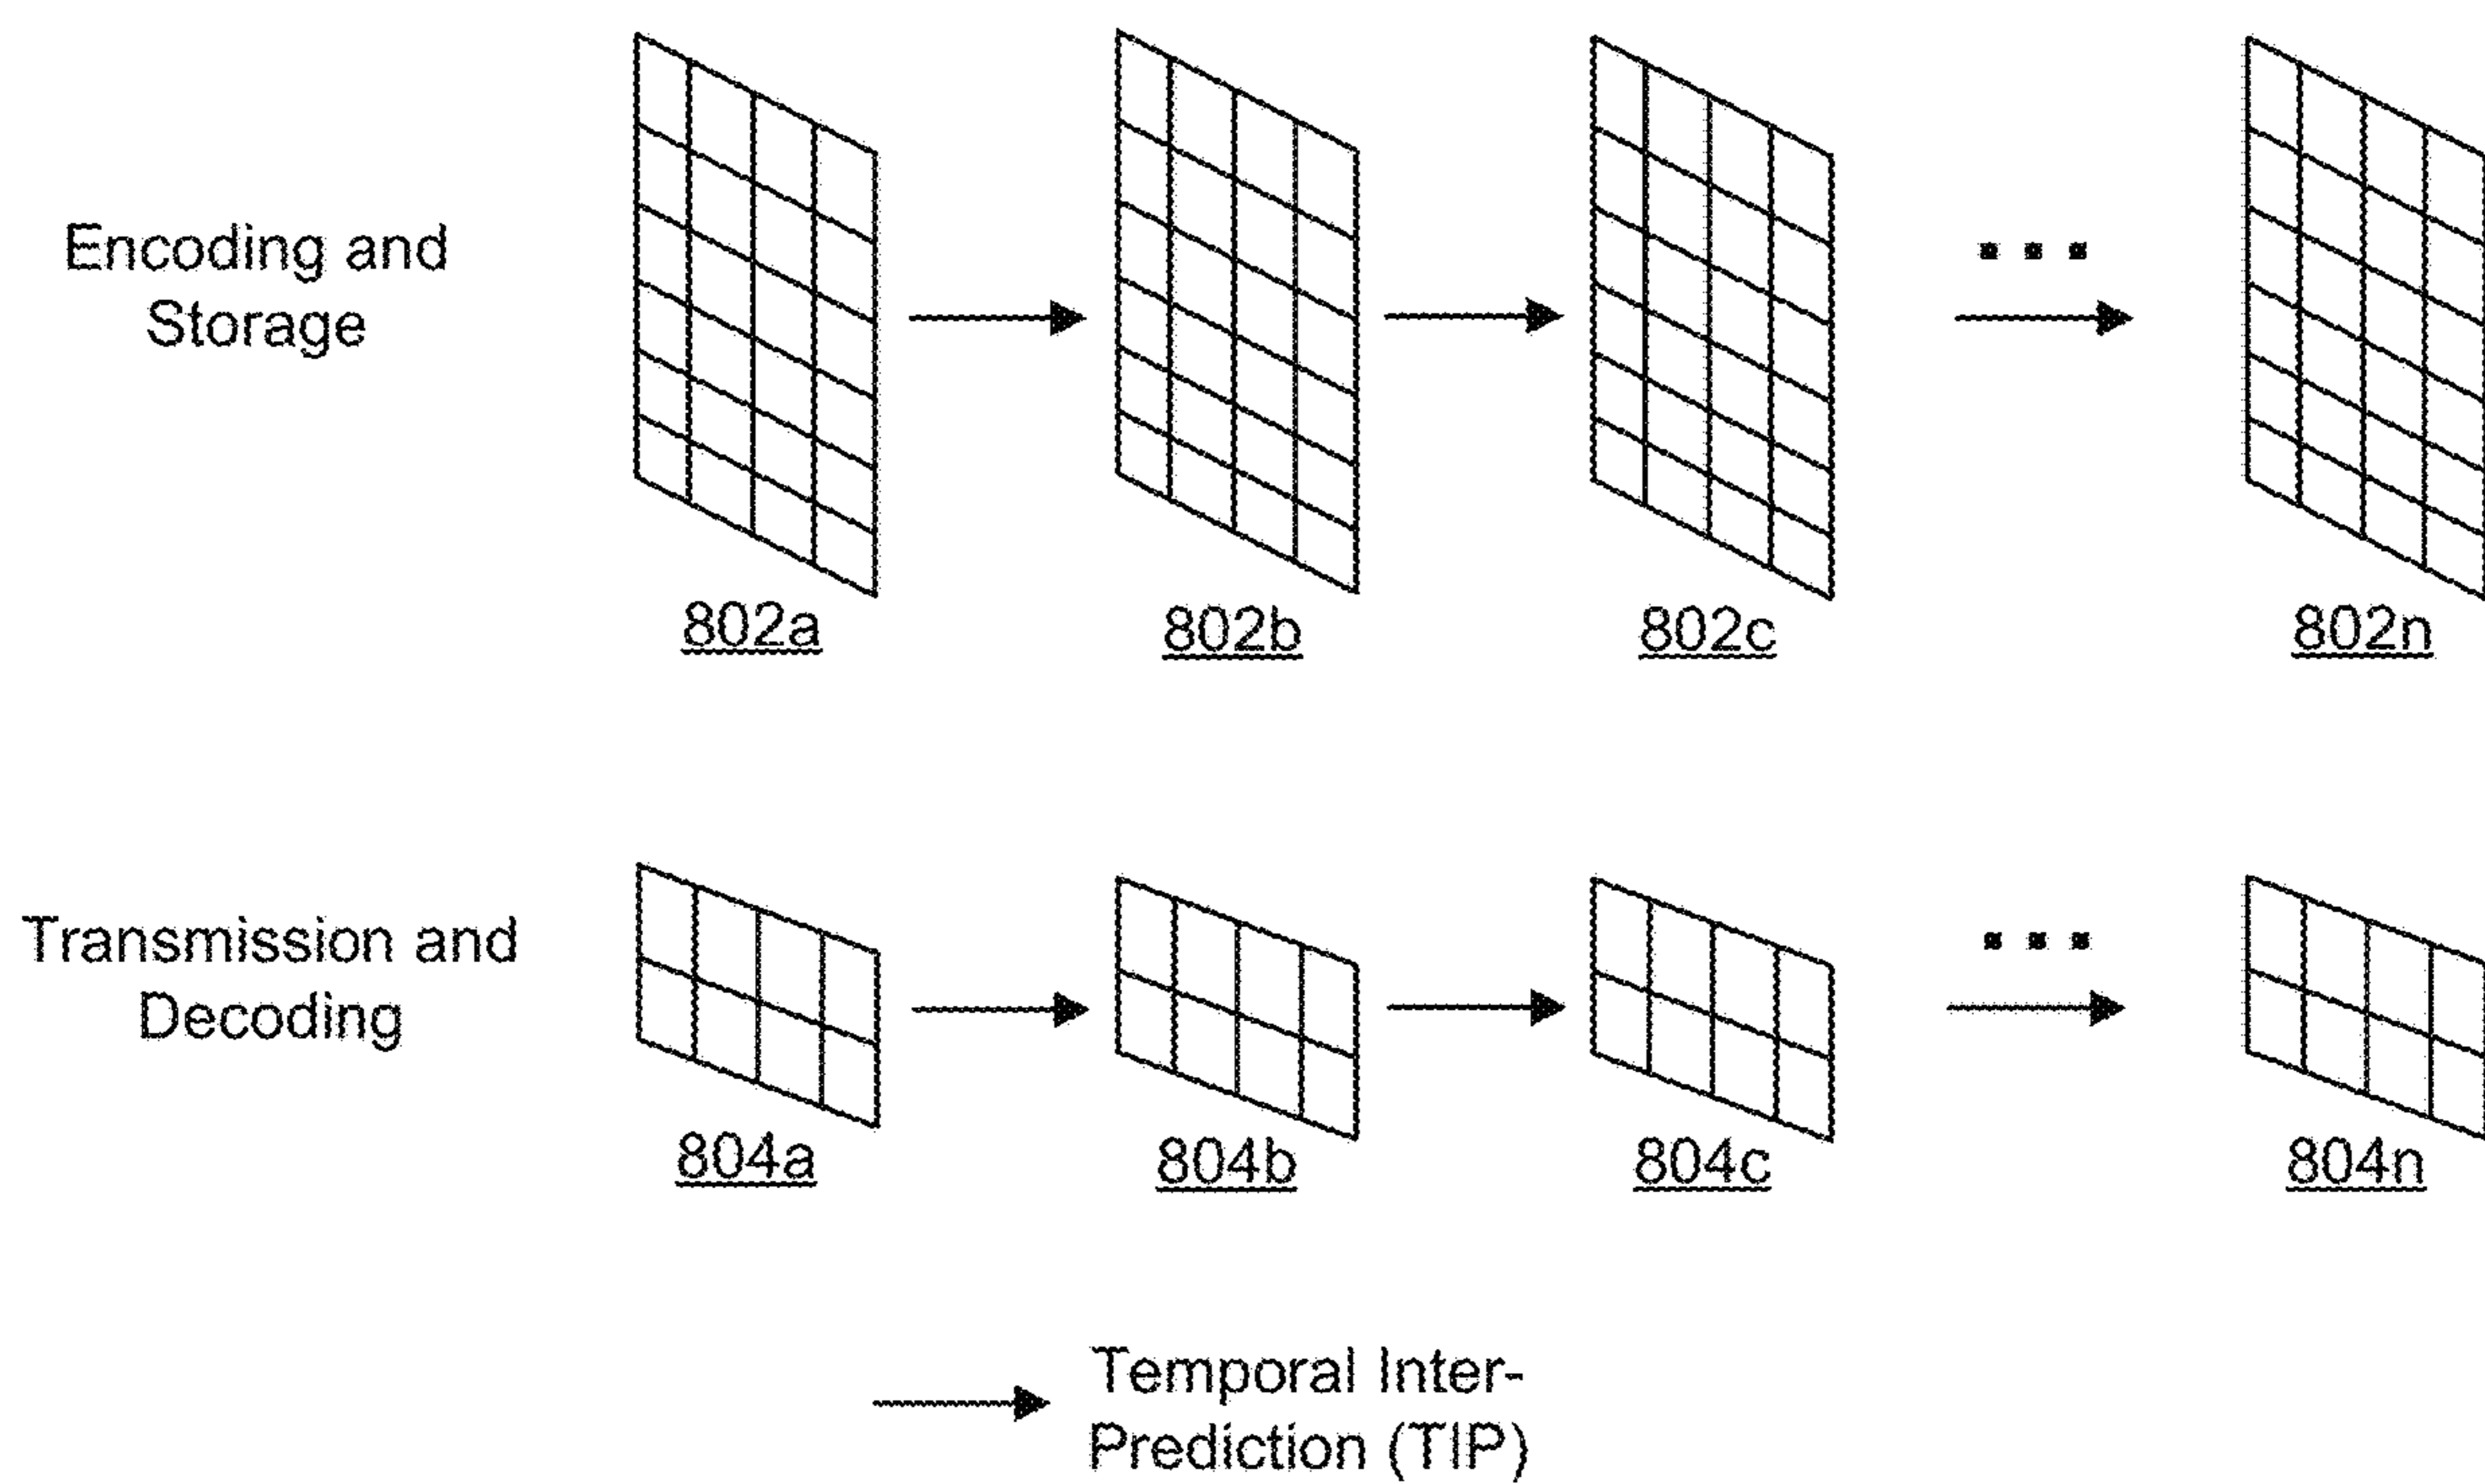 Encoding and
Storage
802a
802b
802c
...
802n
Transmission and
Decoding
804a
804b
804c
...
804n
Temporal Inter-
Prediction (TIP)